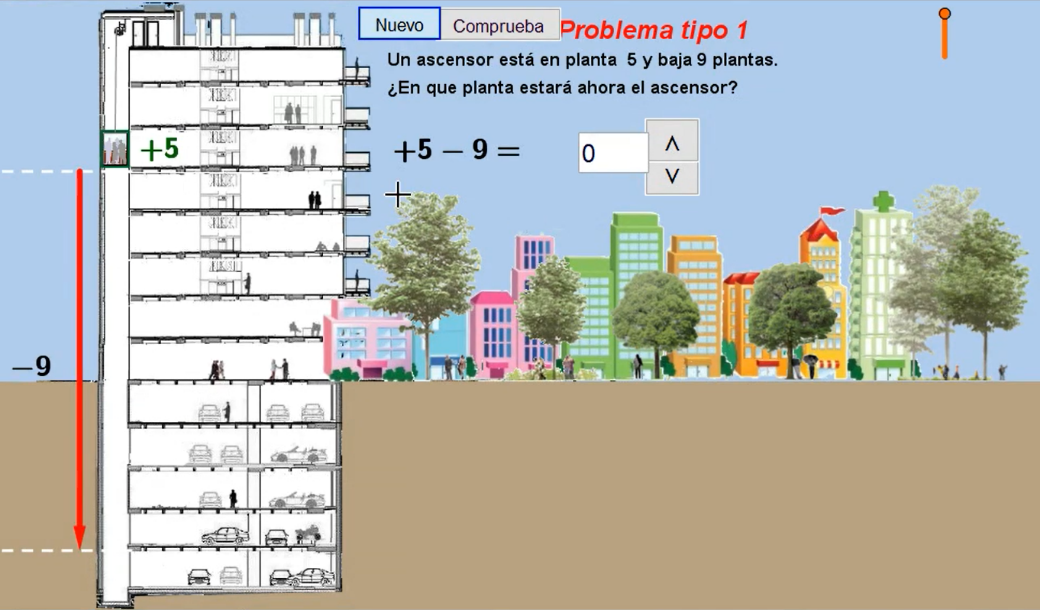 Nuevo
Comprueba
Problema tipo 1
Un ascensor está en planta 5 y baja 9 plantas.
¿En que planta estará ahora el ascensor?
+5
+5 − 9 =
0
−9